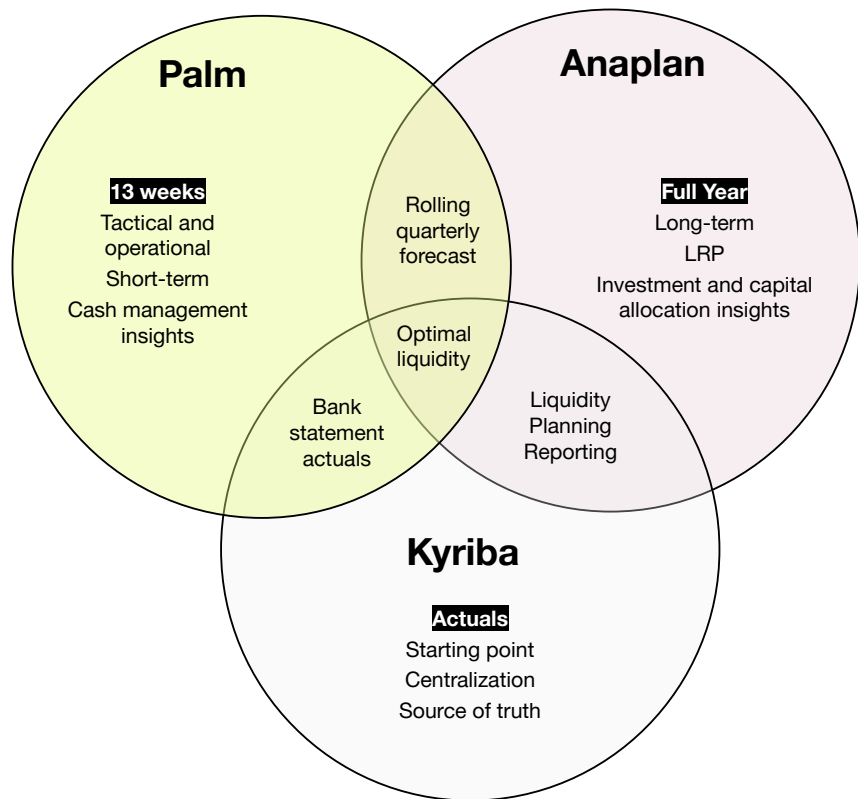 Palm
Anaplan
13 weeks
Tactical and
operational
Short-term
Cash management
insights
Rolling
quarterly
forecast
Full Year
Long-term
LRP
Investment and capital
allocation insights
Optimal
liquidity
Bank
statement
actuals
Liquidity
Planning
Reporting
Kyriba
Actuals
Starting point
Centralization
Source of truth